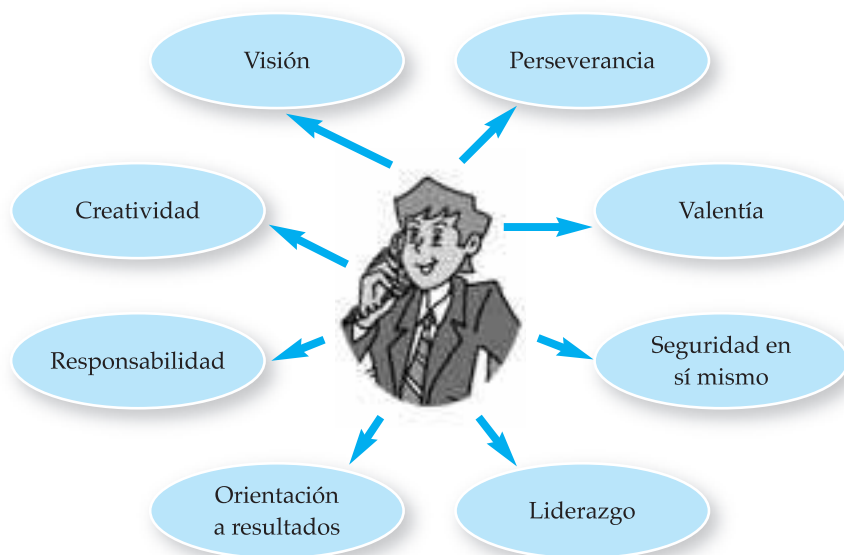 Visión
Perseverancia
Creatividad
Valentía
Responsabilidad
Seguridad en
sí mismo
Orientación
a resultados
Liderazgo